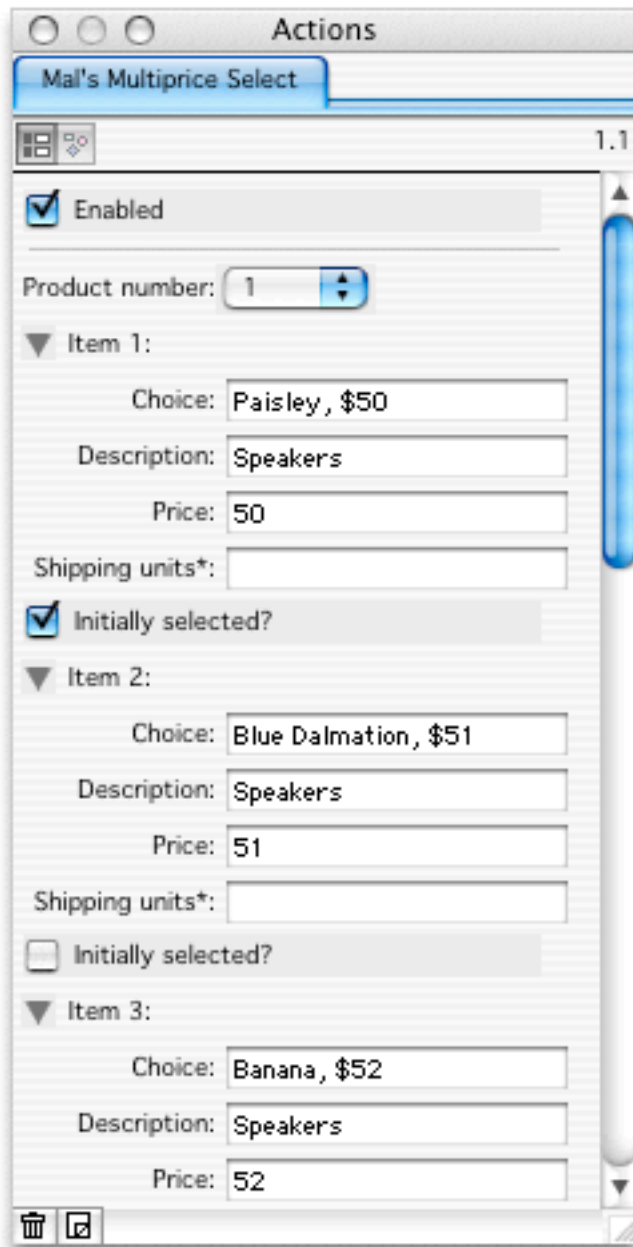 Actions
Mal's Multiprice Select
1.1
Enabled
Product number: 1
Item 1:
Choice: Paisley, $50
Description: Speakers
Price: 50
Shipping units*:
Initially selected?
Item 2:
Choice: Blue Dalmation, $51
Description: Speakers
Price: 51
Shipping units*:
Initially selected?
Item 3:
Choice: Banana, $52
Description: Speakers
Price: 52